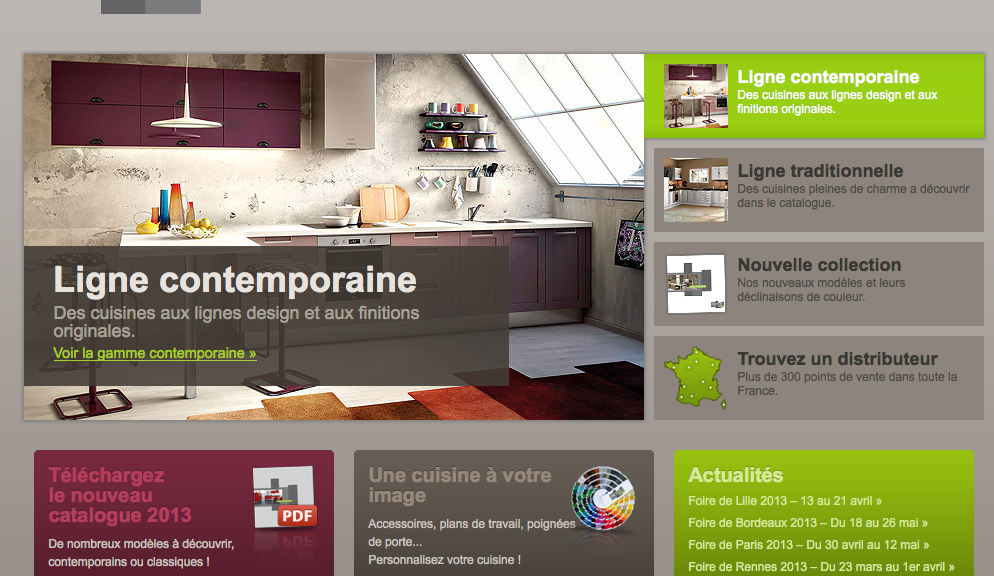 Ligne contemporaine
Des cuisines aux lignes design et aux finitions
originales.
Voir la gamme contemporaine »
Ligne contemporaine
Des cuisines aux lignes design et aux
finitions originales.
Ligne traditionnelle
Des cuisines pleines de charme a découvrir
dans le catalogue.
Nouvelle collection
Nos nouveaux modèles et leurs
déclinaisons de couleur.
Trouvez un distributeur
Plus de 300 points de vente dans toute la
France.
Téléchargez
le nouveau
catalogue 2013
PDF
De nombreux modèles à découvrir,
contemporains ou classiques !
Une cuisine à votre
image
Accessoires, plans de travail, poignées
de porte...
Personnalisez votre cuisine !
Actualités
Foire de Lille 2013 – 13 au 21 avril »
Foire de Bordeaux 2013 – Du 18 au 26 mai »
Foire de Paris 2013 – Du 30 avril au 12 mai »
Foire de Rennes 2013 – Du 23 mars au 1er avril »